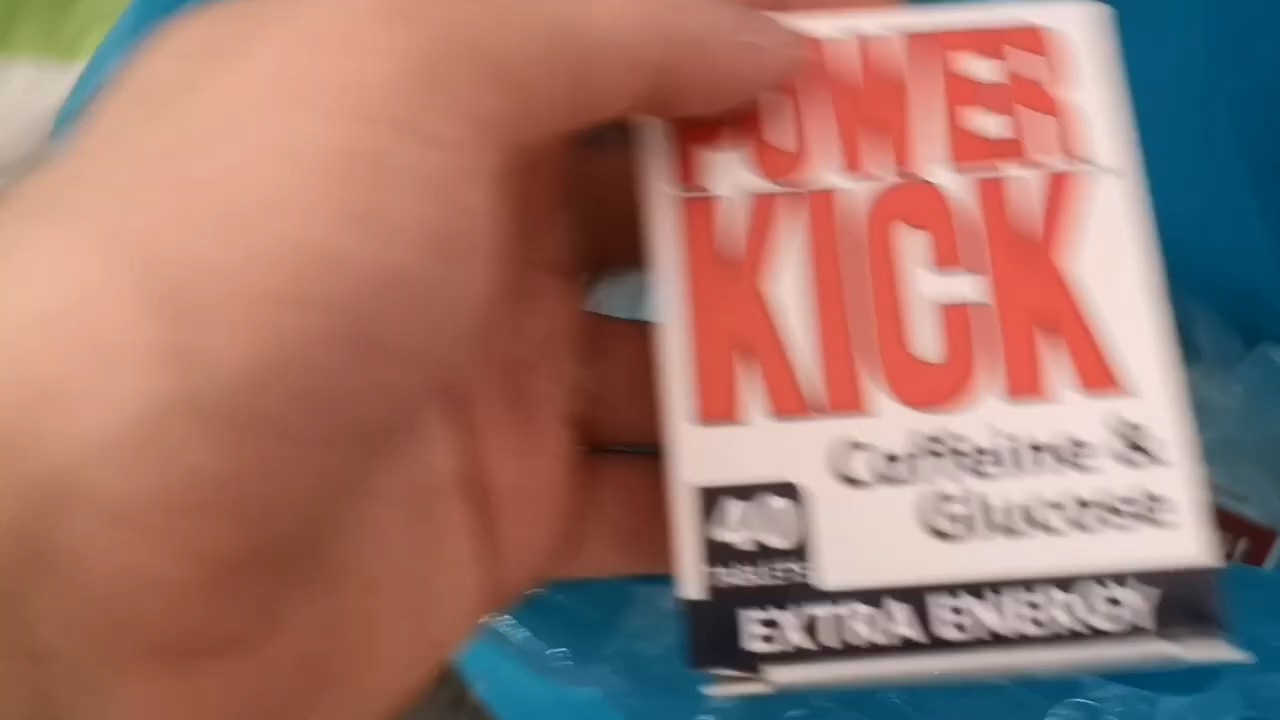 POWER
KICK
Caffeine &
Glucose
40
TABLETS
EXTRA ENERGY